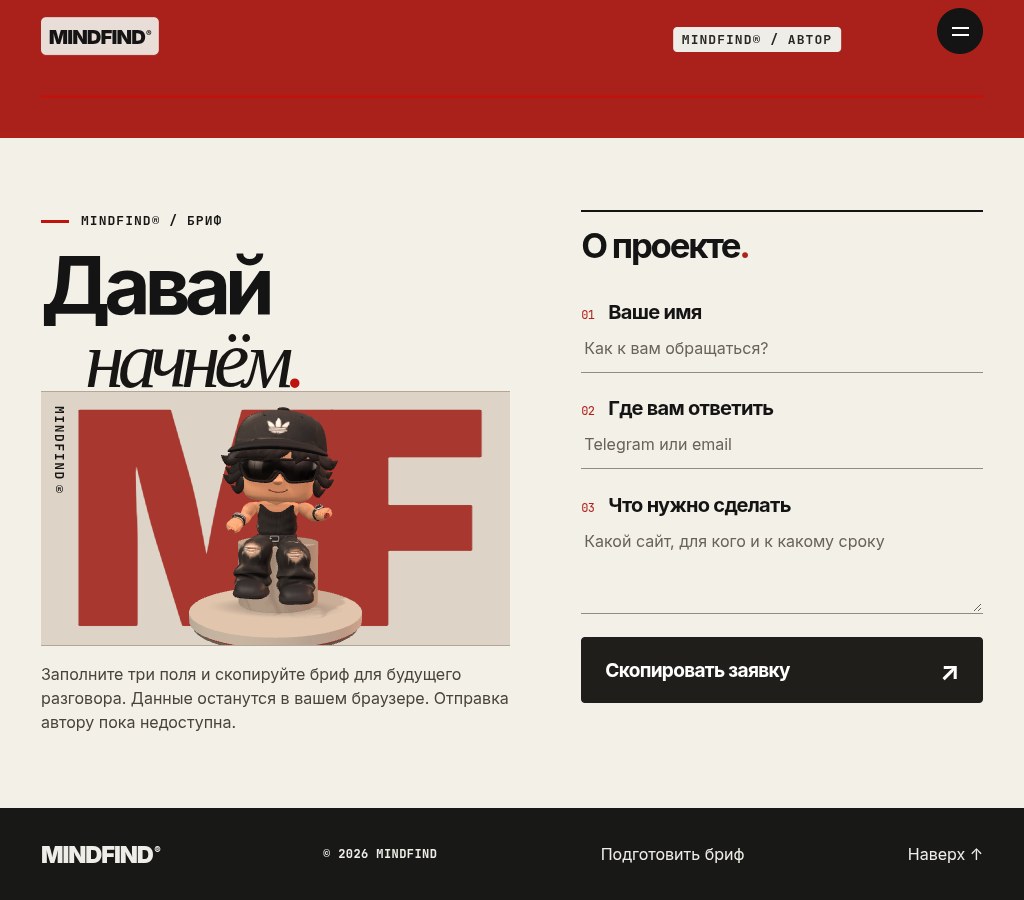 MINDFIND®
MINDFIND® / АВТОР
MINDFIND® / БРИФ
Давай
начнём.
MINDFIND ®
MF
Заполните три поля и скопируйте бриф для будущего
разговора. Данные останутся в вашем браузере. Отправка
автору пока недоступна.
О проекте.
01 Ваше имя
Как к вам обращаться?
02 Где вам ответить
Telegram или email
03 Что нужно сделать
Какой сайт, для кого и к какому сроку
Скопировать заявку
MINDFIND®
© 2026 MINDFIND
Подготовить бриф
Наверх ↑